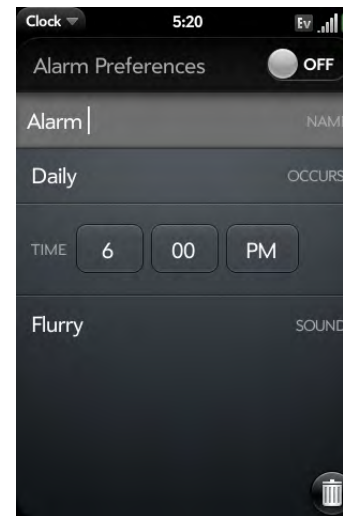 Clock 5:20 Ev
Alarm Preferences OFF
Alarm NAM
Daily OCCURS
TIME 6 00 PM
Flurry SOUND